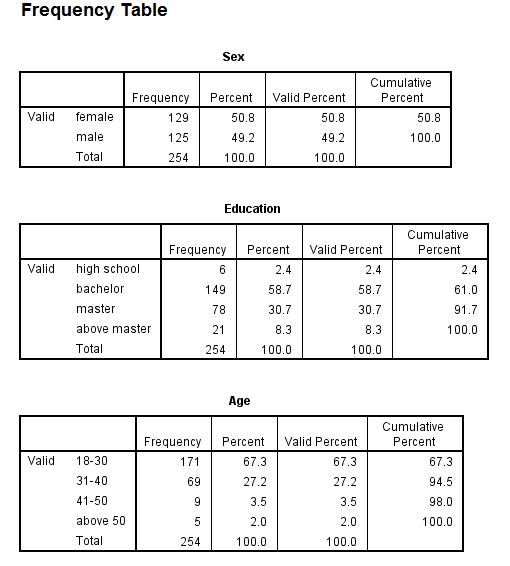 Frequency Table
Sex
Frequency Percent Valid Percent Cumulative Percent
Valid female 129 50.8 50.8 50.8
male 125 49.2 49.2 100.0
Total 254 100.0 100.0
Education
Frequency Percent Valid Percent Cumulative Percent
Valid high school 6 2.4 2.4 2.4
bachelor 149 58.7 58.7 61.0
master 78 30.7 30.7 91.7
above master 21 8.3 8.3 100.0
Total 254 100.0 100.0
Age
Frequency Percent Valid Percent Cumulative Percent
Valid 18-30 171 67.3 67.3 67.3
31-40 69 27.2 27.2 94.5
41-50 9 3.5 3.5 98.0
above 50 5 2.0 2.0 100.0
Total 254 100.0 100.0